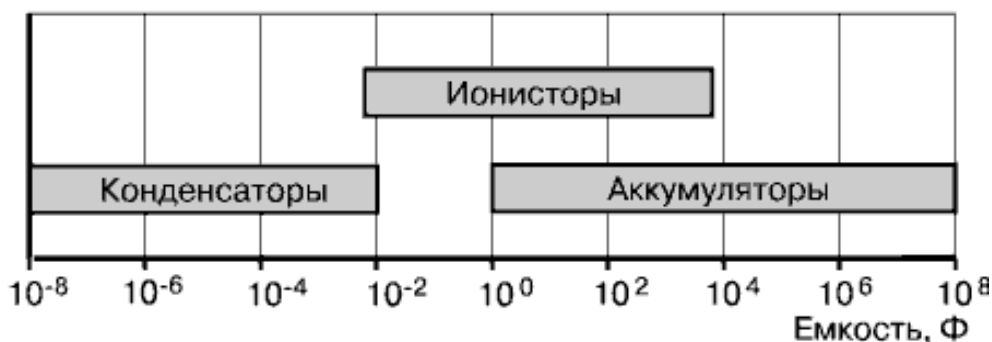 Ионисторы
Конденсаторы
Аккумуляторы
10⁻⁸ 10⁻⁶ 10⁻⁴ 10⁻² 10⁰ 10² 10⁴ 10⁶ 10⁸
Емкость, Ф